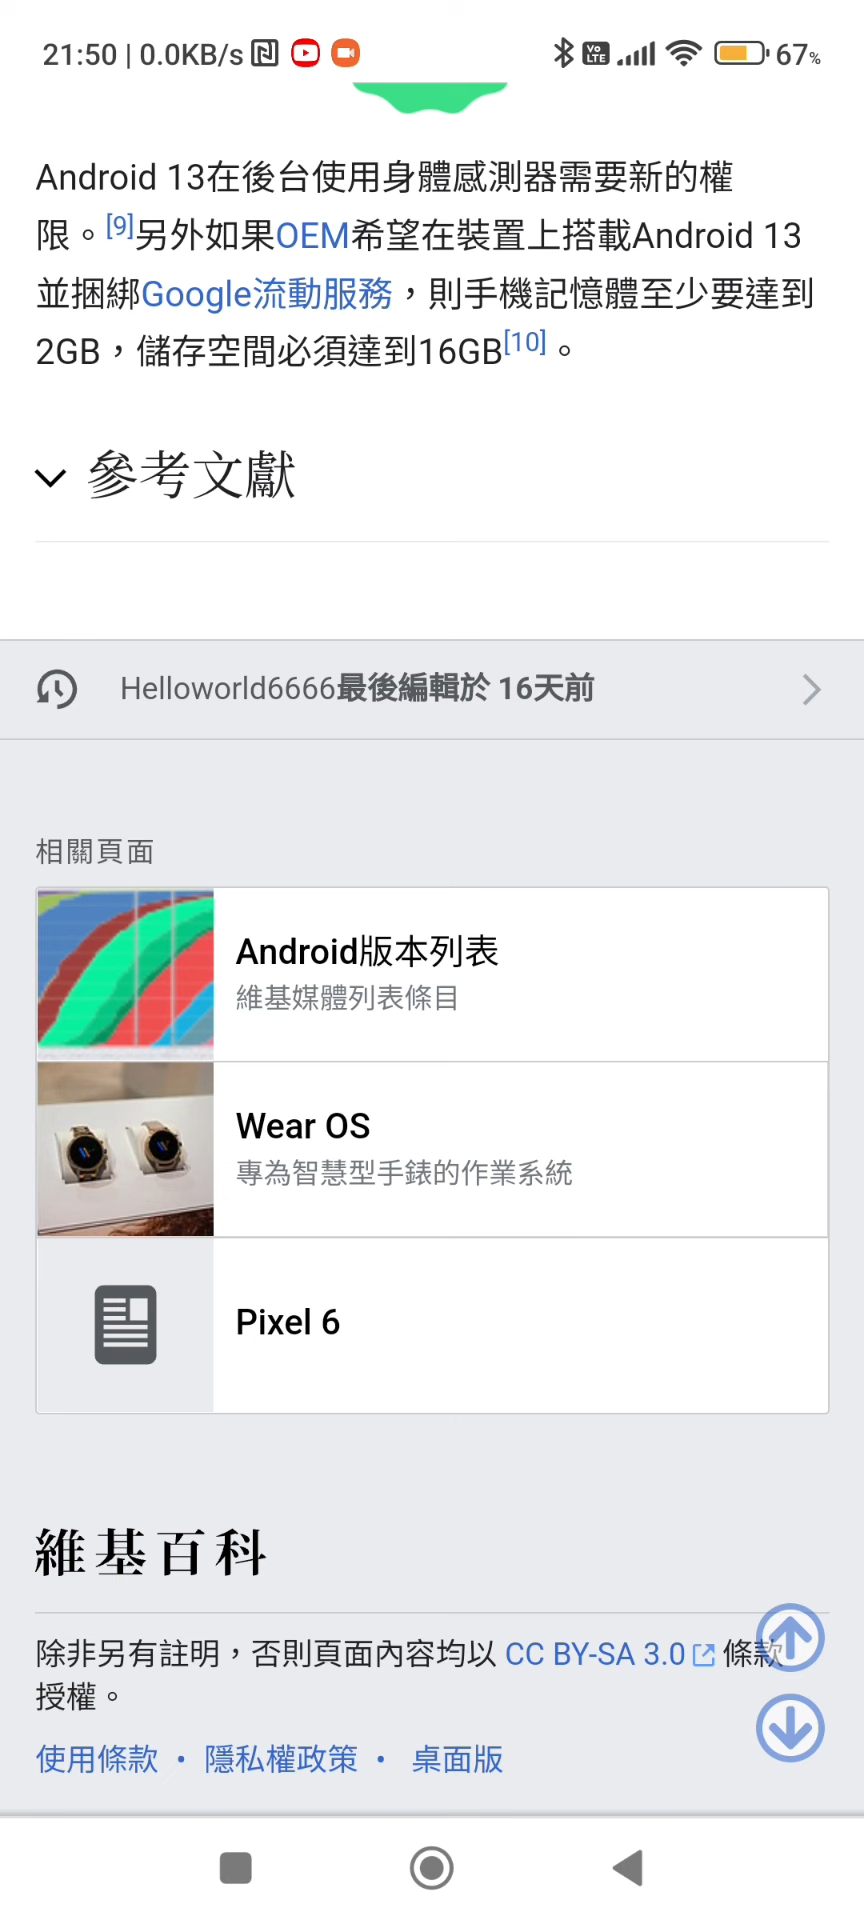 21:50 | 0.0KB/s
Vo LTE
67%
Android 13在後台使用身體感測器需要新的權
限。[9]另外如果OEM希望在裝置上搭載Android 13
並捆綁Google流動服務，則手機記憶體至少要達到
2GB，儲存空間必須達到16GB[10]。
參考文獻
Helloworld6666最後編輯於 16天前
相關頁面
Android版本列表
維基媒體列表條目
Wear OS
專為智慧型手錶的作業系統
Pixel 6
維基百科
除非另有註明，否則頁面內容均以 CC BY-SA 3.0 條款
授權。
使用條款 • 隱私權政策 • 桌面版